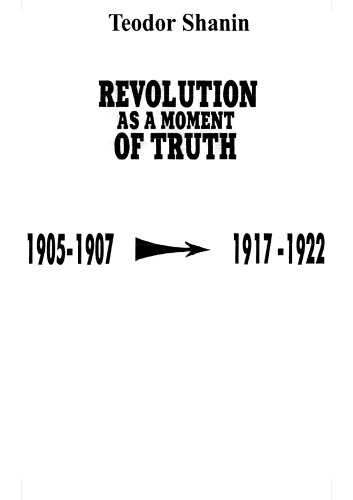 Teodor Shanin
REVOLUTION
AS A MOMENT
OF TRUTH
1905-1907 1917-1922